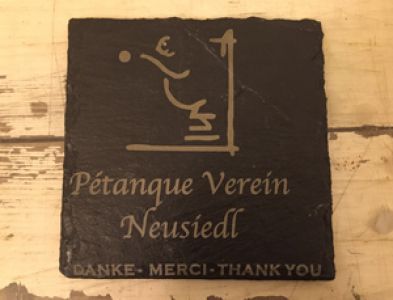 Pétanque Verein
Neusiedl
DANKE - MERCI - THANK YOU